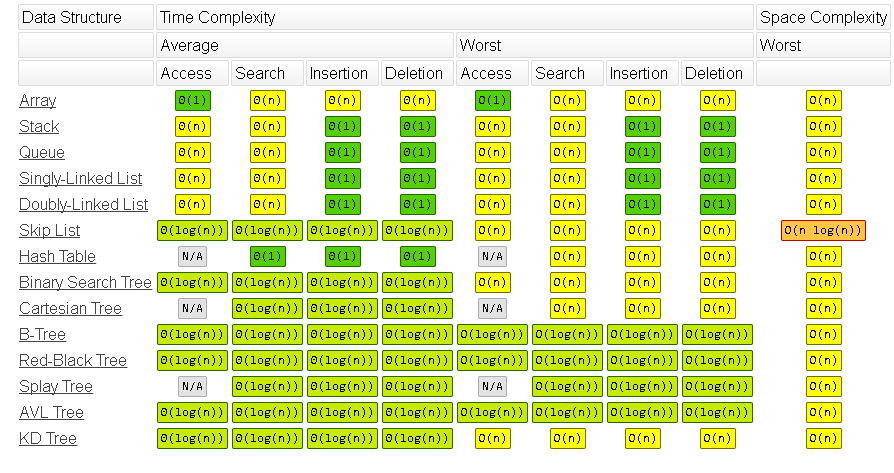 Data Structure Time Complexity Space Complexity
Average Worst Worst
Access Search Insertion Deletion Access Search Insertion Deletion
Array Θ(1) Θ(n) Θ(n) Θ(n) O(1) O(n) O(n) O(n) O(n)
Stack Θ(n) Θ(n) Θ(1) Θ(1) O(n) O(n) O(1) O(1) O(n)
Queue Θ(n) Θ(n) Θ(1) Θ(1) O(n) O(n) O(1) O(1) O(n)
Singly-Linked List Θ(n) Θ(n) Θ(1) Θ(1) O(n) O(n) O(1) O(1) O(n)
Doubly-Linked List Θ(n) Θ(n) Θ(1) Θ(1) O(n) O(n) O(1) O(1) O(n)
Skip List Θ(log(n)) Θ(log(n)) Θ(log(n)) Θ(log(n)) O(n) O(n) O(n) O(n) O(n log(n))
Hash Table N/A Θ(1) Θ(1) Θ(1) N/A O(n) O(n) O(n) O(n)
Binary Search Tree Θ(log(n)) Θ(log(n)) Θ(log(n)) Θ(log(n)) O(n) O(n) O(n) O(n) O(n)
Cartesian Tree N/A Θ(log(n)) Θ(log(n)) Θ(log(n)) N/A O(n) O(n) O(n) O(n)
B-Tree Θ(log(n)) Θ(log(n)) Θ(log(n)) Θ(log(n)) O(log(n)) O(log(n)) O(log(n)) O(log(n)) O(n)
Red-Black Tree Θ(log(n)) Θ(log(n)) Θ(log(n)) Θ(log(n)) O(log(n)) O(log(n)) O(log(n)) O(log(n)) O(n)
Splay Tree N/A Θ(log(n)) Θ(log(n)) Θ(log(n)) N/A O(log(n)) O(log(n)) O(log(n)) O(n)
AVL Tree Θ(log(n)) Θ(log(n)) Θ(log(n)) Θ(log(n)) O(log(n)) O(log(n)) O(log(n)) O(log(n)) O(n)
KD Tree Θ(log(n)) Θ(log(n)) Θ(log(n)) Θ(log(n)) O(n) O(n) O(n) O(n) O(n)